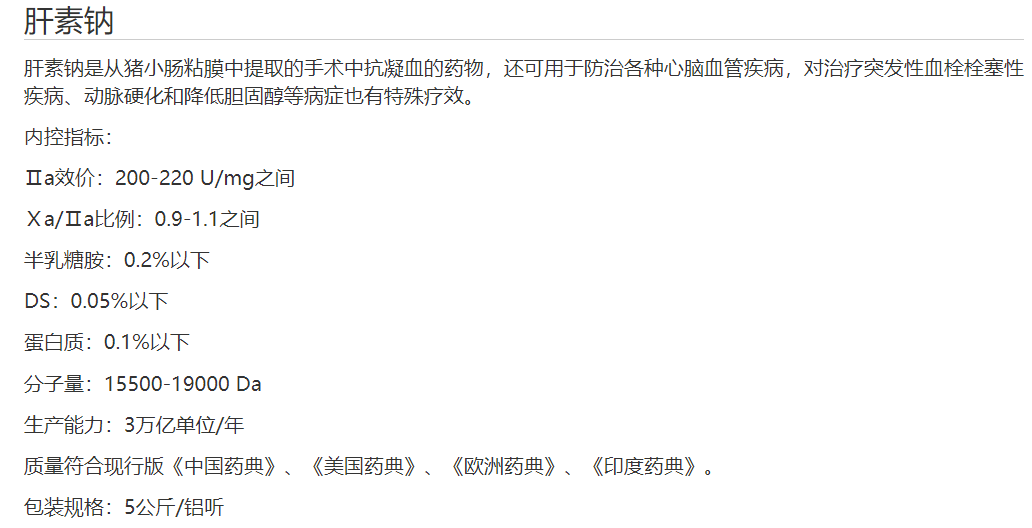 肝素钠
肝素钠是从猪小肠粘膜中提取的手术中抗凝血的药物，还可用于防治各种心脑血管疾病，对治疗突发性血栓栓塞性
疾病、动脉硬化和降低胆固醇等病症也有特殊疗效。
内控指标：
Ⅱa效价：200-220 U/mg之间
Ⅹa/Ⅱa比例：0.9-1.1之间
半乳糖胺：0.2%以下
DS：0.05%以下
蛋白质：0.1%以下
分子量：15500-19000 Da
生产能力：3万亿单位/年
质量符合现行版《中国药典》、《美国药典》、《欧洲药典》、《印度药典》。
包装规格：5公斤/铝听